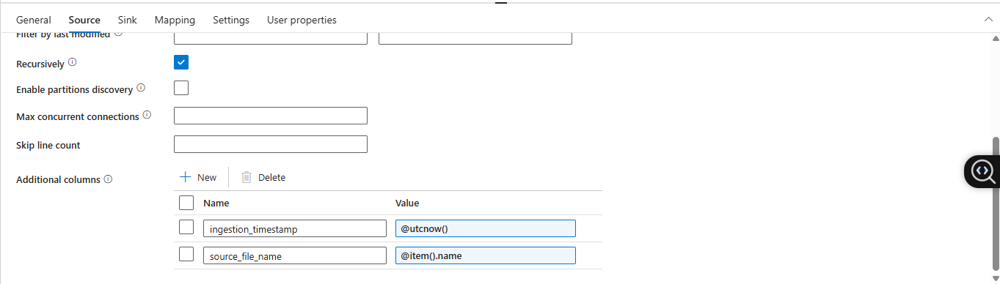 General Source Sink Mapping Settings User properties
Filter by last modified
Recursively
Enable partitions discovery
Max concurrent connections
Skip line count
Additional columns New Delete
Name Value
ingestion_timestamp @utcnow()
source_file_name @item().name